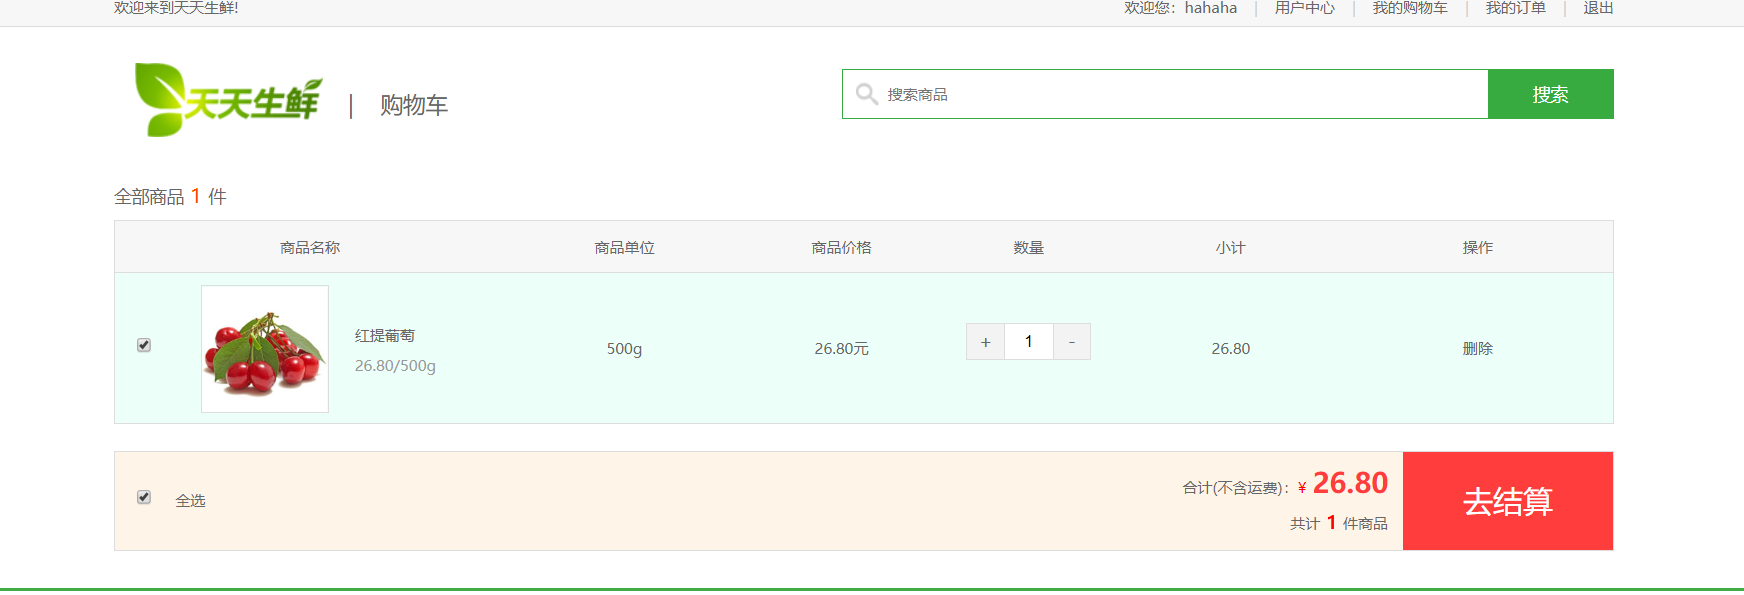 欢迎来到天天生鲜!
欢迎您：hahaha | 用户中心 | 我的购物车 | 我的订单 | 退出
天天生鲜 | 购物车
搜索商品 搜索
全部商品 1 件
商品名称 商品单位 商品价格 数量 小计 操作
红提葡萄
26.80/500g
500g 26.80元 + 1 - 26.80 删除
全选
合计(不含运费)：¥ 26.80
共计 1 件商品
去结算